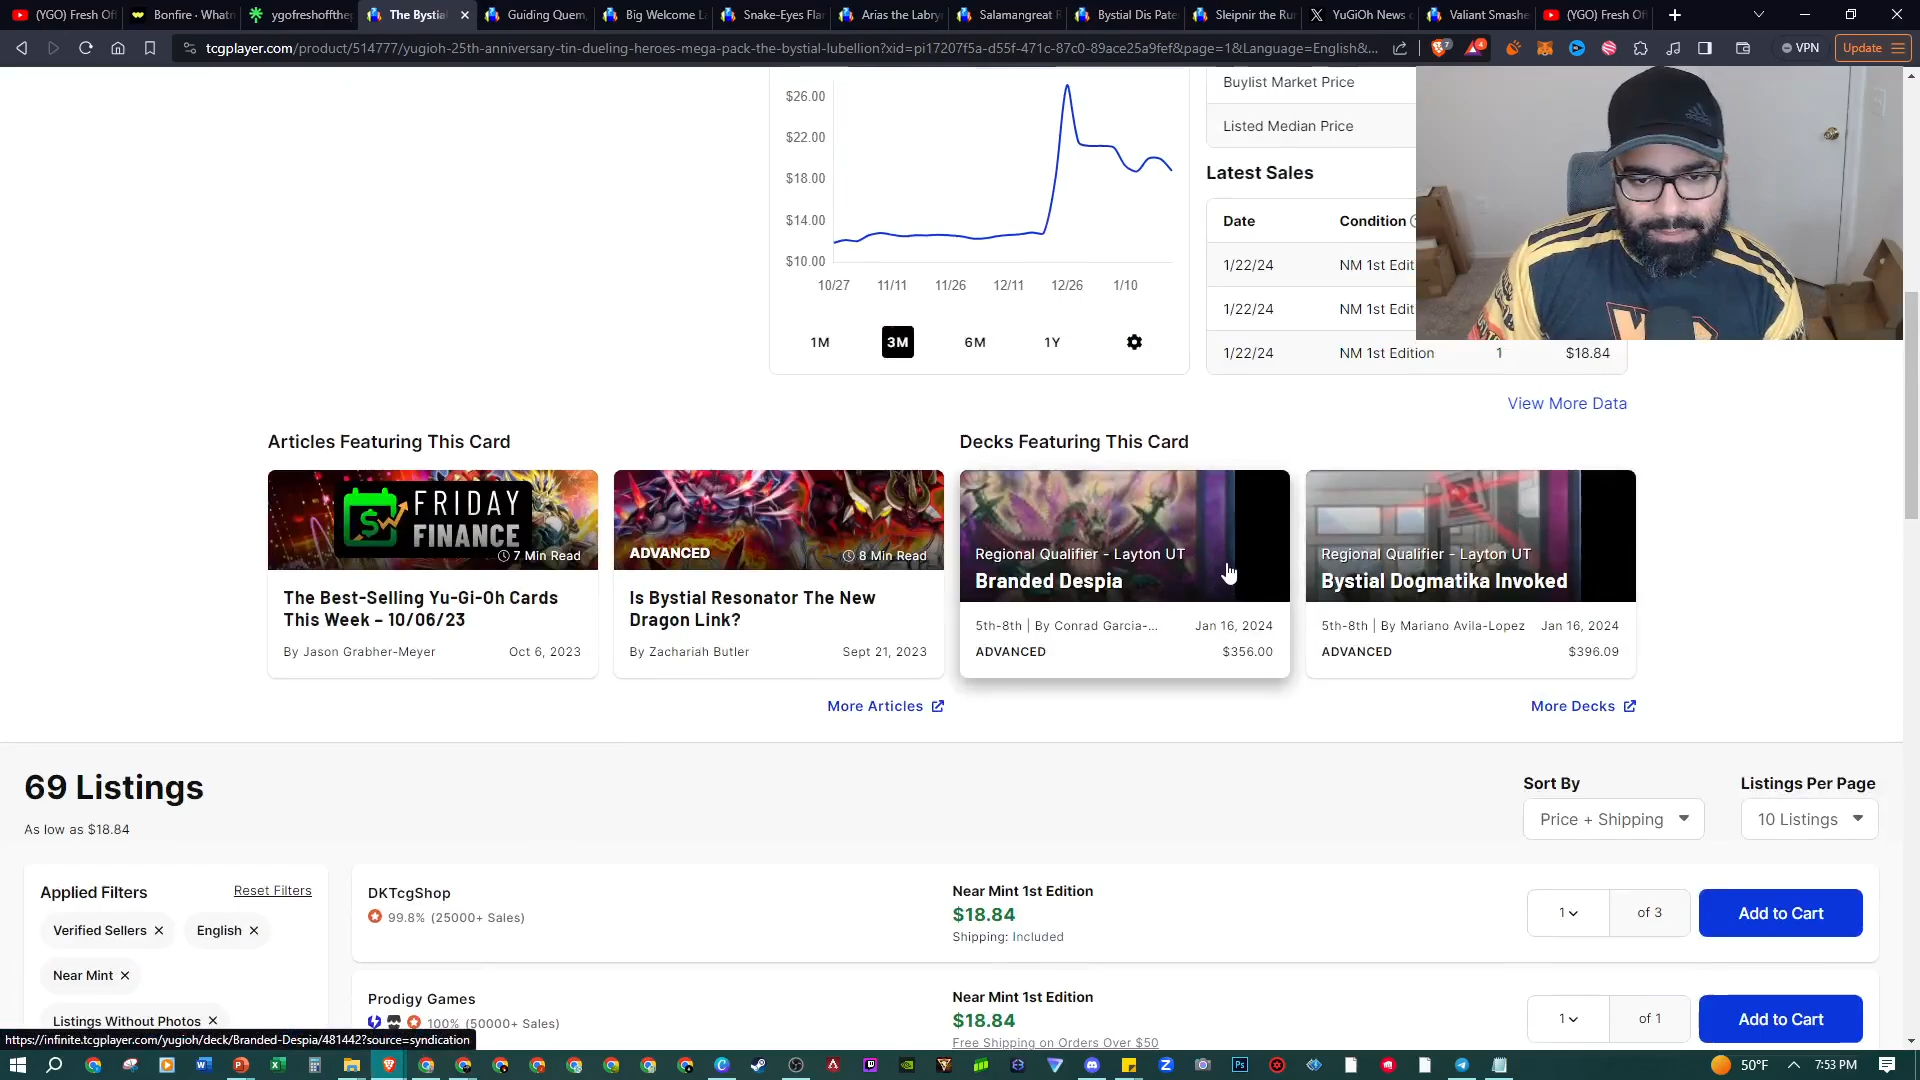 (YGO) Fresh Of
Bonfire - Whatn
ygofreshoffthep
The Bystia
Guiding Quem,
Big Welcome L
Snake-Eyes Fla
Arias the Labry
Salamangreat R
Bystial Dis Pate
Sleipnir the Ru
YuGiOh News
Valiant Smashe
(YGO) Fresh Of
tcgplayer.com/product/514777/yugioh-25th-anniversary-tin-dueling-heroes-mega-pack-the-bystial-lubellion?xid=pi17207f5a-d55f-471c-87c0-89ace25a9fef&page=1&Language=English&...
VPN
Update
$26.00
$22.00
$18.00
$14.00
$10.00
10/27 11/11 11/26 12/11 12/26 1/10
1M 3M 6M 1Y
Buylist Market Price
Listed Median Price
Latest Sales
Date Condition
1/22/24 NM 1st Edit
1/22/24 NM 1st Edit
1/22/24 NM 1st Edition 1 $18.84
View More Data
Articles Featuring This Card
FRIDAY
FINANCE
7 Min Read
The Best-Selling Yu-Gi-Oh Cards
This Week – 10/06/23
By Jason Grabher-Meyer Oct 6, 2023
ADVANCED 8 Min Read
Is Bystial Resonator The New
Dragon Link?
By Zachariah Butler Sept 21, 2023
More Articles
Decks Featuring This Card
Regional Qualifier - Layton UT
Branded Despia
5th-8th | By Conrad Garcia-... Jan 16, 2024
ADVANCED $356.00
Regional Qualifier - Layton UT
Bystial Dogmatika Invoked
5th-8th | By Mariano Avila-Lopez Jan 16, 2024
ADVANCED $396.09
More Decks
69 Listings
As low as $18.84
Sort By
Price + Shipping
Listings Per Page
10 Listings
Applied Filters Reset Filters
Verified Sellers English
Near Mint
Listings Without Photos
DKTcgShop
99.8% (25000+ Sales)
Near Mint 1st Edition
$18.84
Shipping: Included
1 of 3 Add to Cart
Prodigy Games
100% (50000+ Sales)
Near Mint 1st Edition
$18.84
Free Shipping on Orders Over $50
1 of 1 Add to Cart
https://infinite.tcgplayer.com/yugioh/deck/Branded-Despia/481442?source=syndication
50°F
7:53 PM